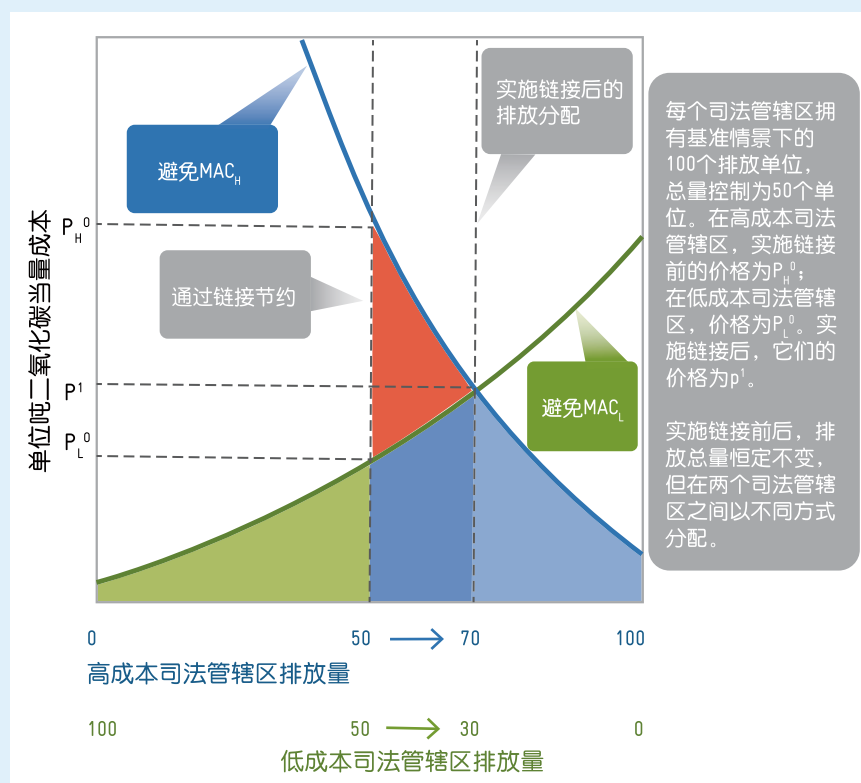 单位吨二氧化碳当量成本
P_H^0
P^1
P_L^0
避免MAC_H
通过链接节约
实施链接后的
排放分配
避免MAC_L
每个司法管辖区拥
有基准情景下的
100个排放单位，
总量控制为50个单
位。在高成本司法
管辖区，实施链接
前的价格为P_H^0；
在低成本司法管辖
区，价格为P_L^0。实
施链接后，它们的
价格为p^1。
实施链接前后，排
放总量恒定不变，
但在两个司法管辖
区之间以不同方式
分配。
0 50 → 70 100
高成本司法管辖区排放量
100 50 → 30 0
低成本司法管辖区排放量